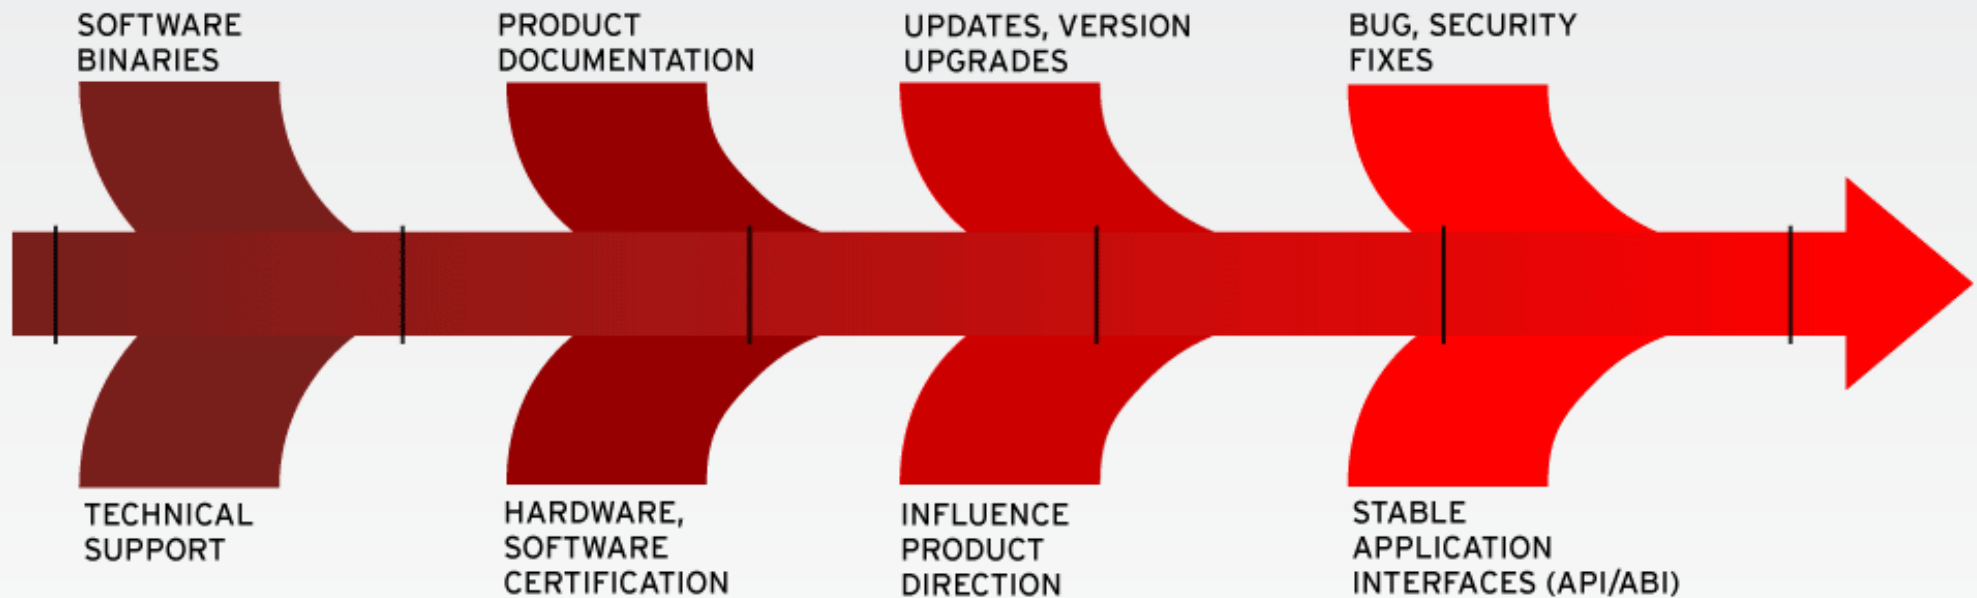 SOFTWARE
BINARIES
PRODUCT
DOCUMENTATION
UPDATES, VERSION
UPGRADES
BUG, SECURITY
FIXES
TECHNICAL
SUPPORT
HARDWARE,
SOFTWARE
CERTIFICATION
INFLUENCE
PRODUCT
DIRECTION
STABLE
APPLICATION
INTERFACES (API/ABI)